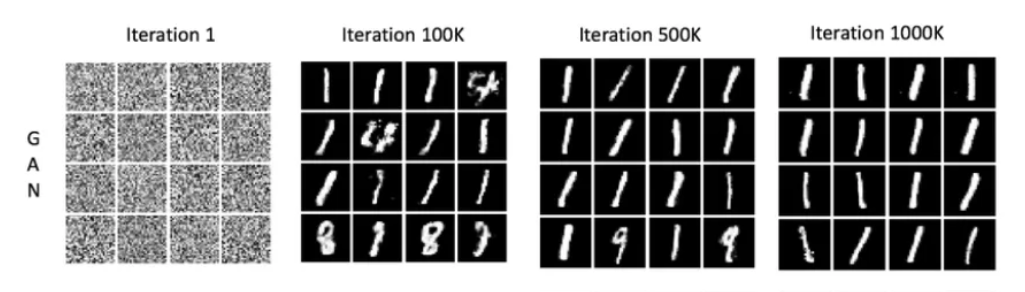 Iteration 1
Iteration 100K
Iteration 500K
Iteration 1000K
G
A
N